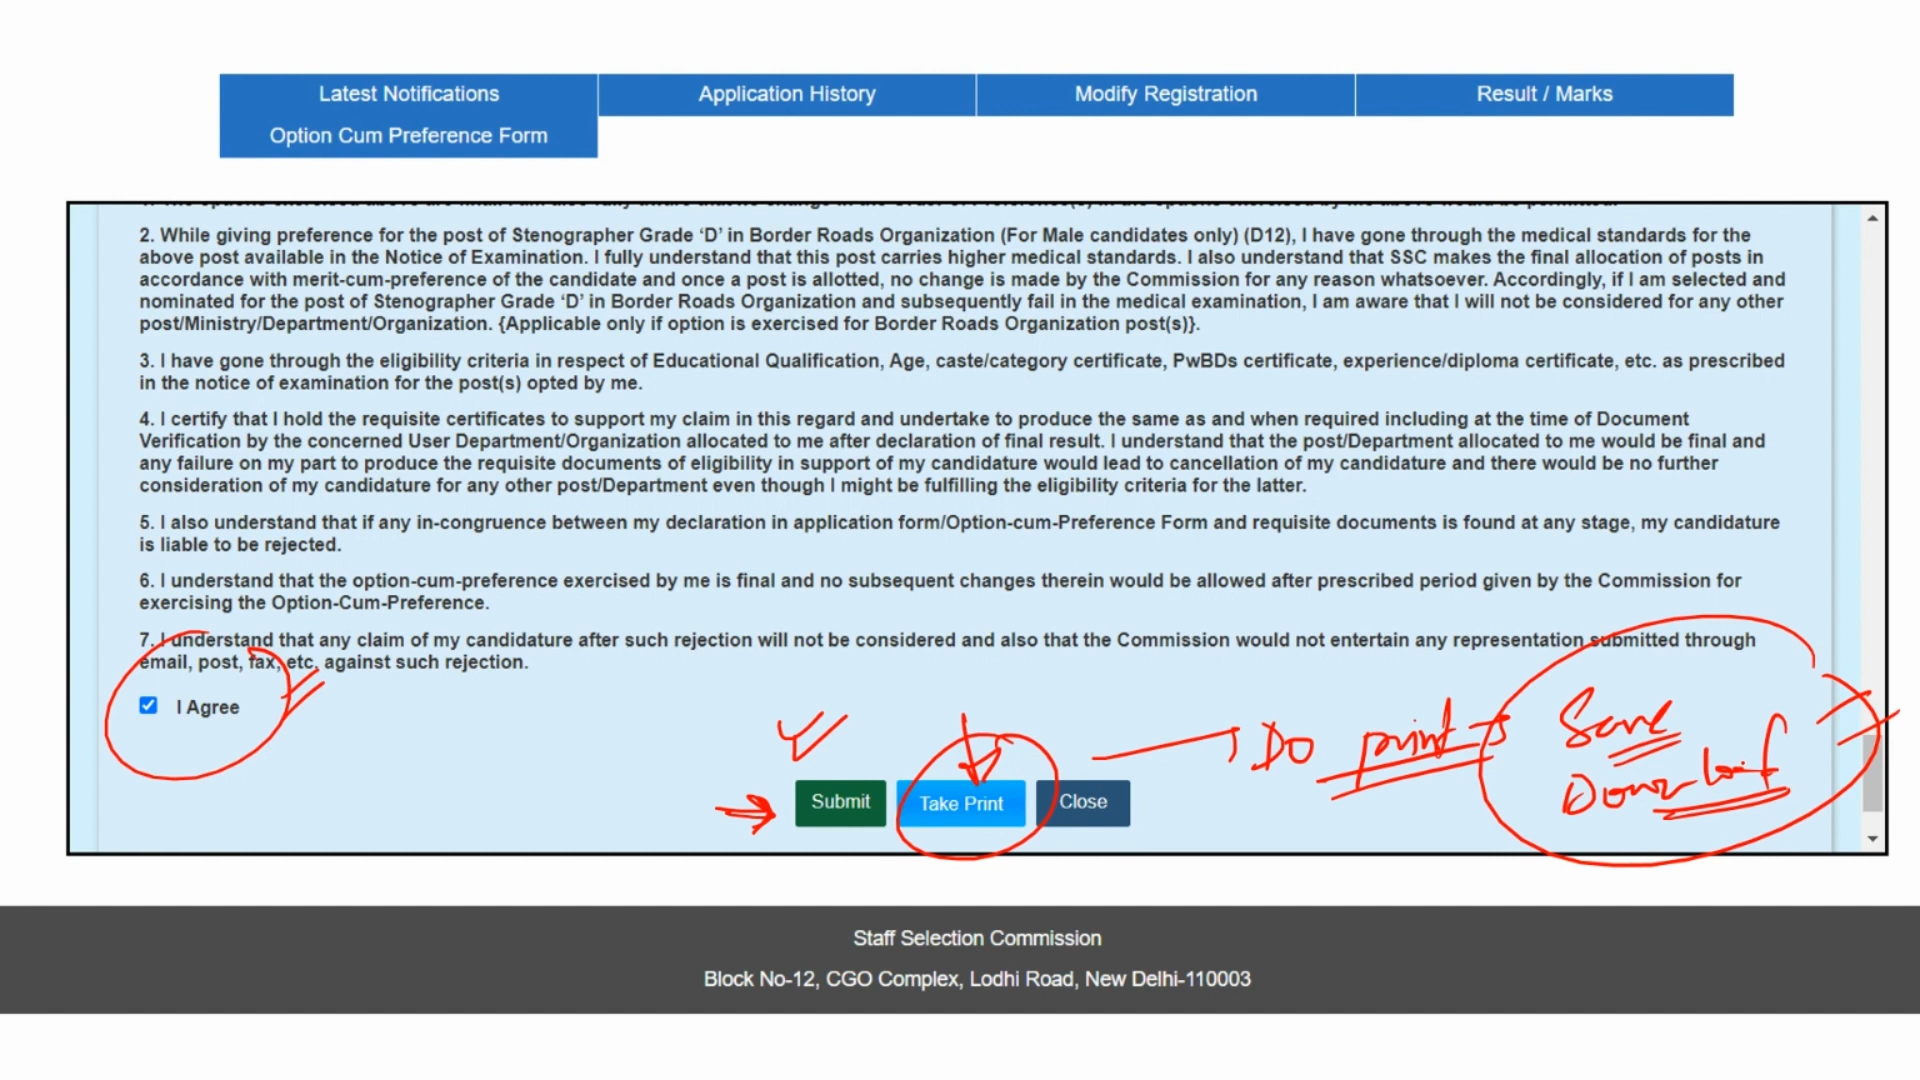 Latest Notifications
Application History
Modify Registration
Result / Marks
Option Cum Preference Form
2. While giving preference for the post of Stenographer Grade ‘D’ in Border Roads Organization (For Male candidates only) (D12), I have gone through the medical standards for the
above post available in the Notice of Examination. I fully understand that this post carries higher medical standards. I also understand that SSC makes the final allocation of posts in
accordance with merit-cum-preference of the candidate and once a post is allotted, no change is made by the Commission for any reason whatsoever. Accordingly, if I am selected and
nominated for the post of Stenographer Grade ‘D’ in Border Roads Organization and subsequently fail in the medical examination, I am aware that I will not be considered for any other
post/Ministry/Department/Organization. {Applicable only if option is exercised for Border Roads Organization post(s)}.
3. I have gone through the eligibility criteria in respect of Educational Qualification, Age, caste/category certificate, PwBDs certificate, experience/diploma certificate, etc. as prescribed
in the notice of examination for the post(s) opted by me.
4. I certify that I hold the requisite certificates to support my claim in this regard and undertake to produce the same as and when required including at the time of Document
Verification by the concerned User Department/Organization allocated to me after declaration of final result. I understand that the post/Department allocated to me would be final and
any failure on my part to produce the requisite documents of eligibility in support of my candidature would lead to cancellation of my candidature and there would be no further
consideration of my candidature for any other post/Department even though I might be fulfilling the eligibility criteria for the latter.
5. I also understand that if any in-congruence between my declaration in application form/Option-cum-Preference Form and requisite documents is found at any stage, my candidature
is liable to be rejected.
6. I understand that the option-cum-preference exercised by me is final and no subsequent changes therein would be allowed after prescribed period given by the Commission for
exercising the Option-Cum-Preference.
7. I understand that any claim of my candidature after such rejection will not be considered and also that the Commission would not entertain any representation submitted through
email, post, fax, etc. against such rejection.
I Agree
Do print
Save
Submit
Take Print
Close
Staff Selection Commission
Block No-12, CGO Complex, Lodhi Road, New Delhi-110003